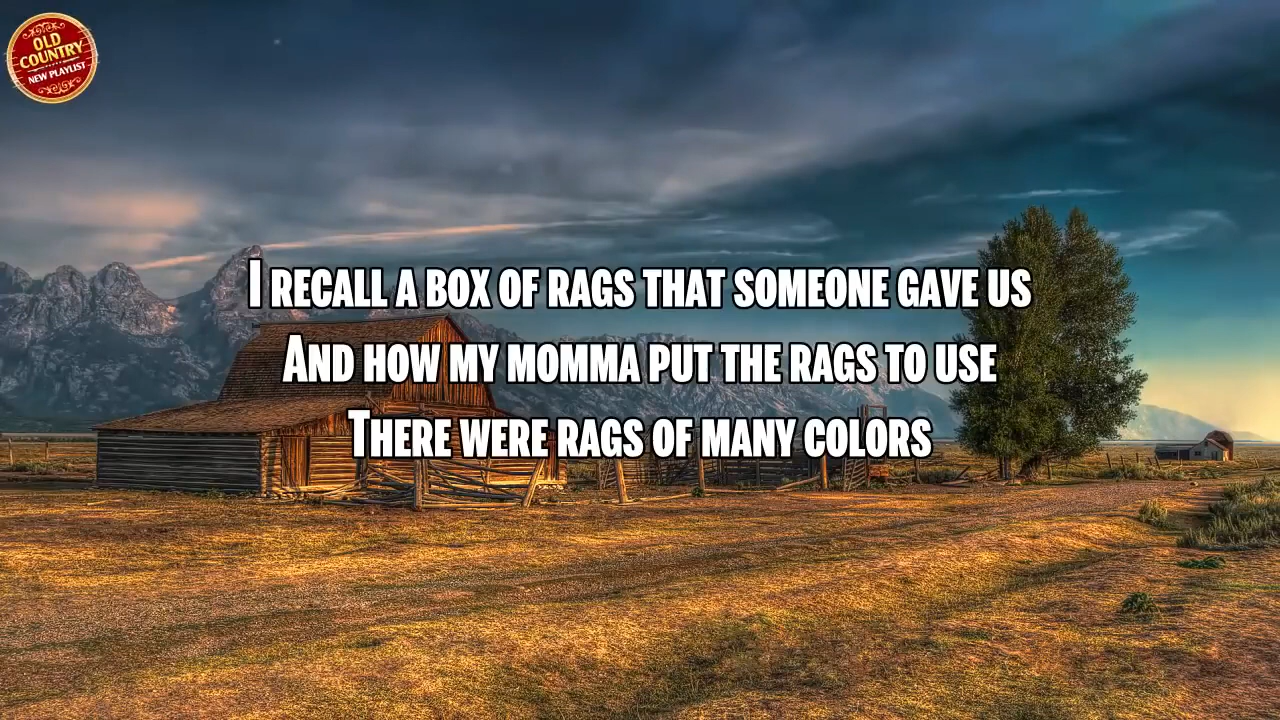 OLD
COUNTRY
NEW PLAYLIST
I RECALL A BOX OF RAGS THAT SOMEONE GAVE US
AND HOW MY MOMMA PUT THE RAGS TO USE
THERE WERE RAGS OF MANY COLORS